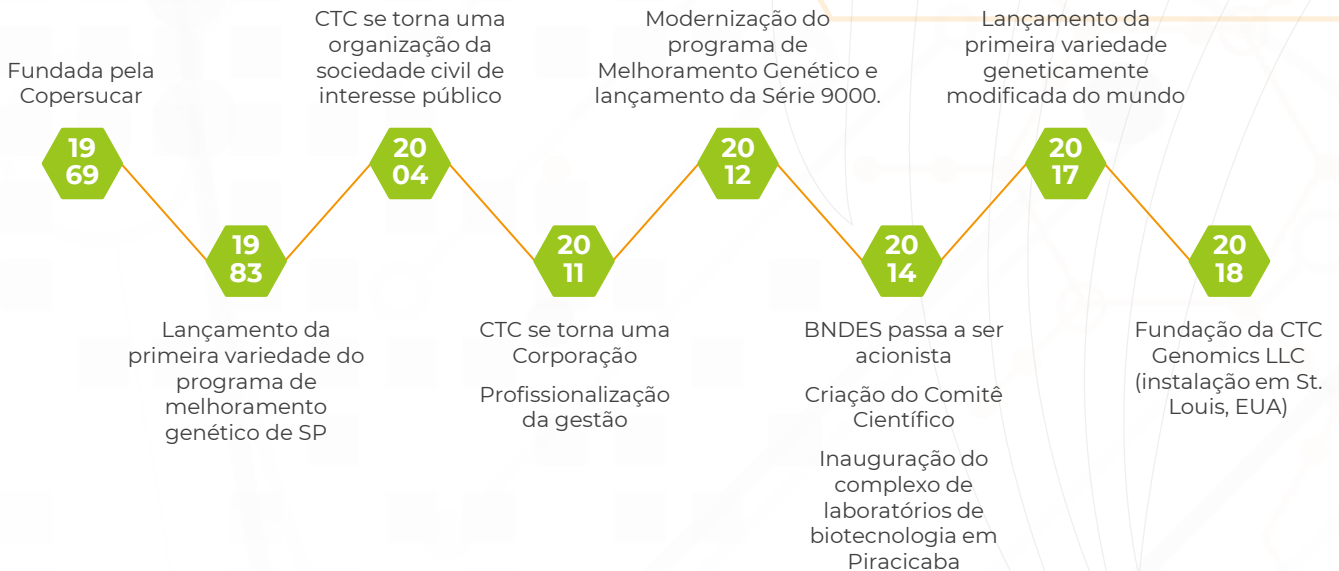 Fundada pela
Copersucar
19
69
Lançamento da
primeira variedade do
programa de
melhoramento
genético de SP
19
83
CTC se torna uma
organização da
sociedade civil de
interesse público
20
04
CTC se torna uma
Corporação
Profissionalização
da gestão
20
11
Modernização do
programa de
Melhoramento Genético e
lançamento da Série 9000.
20
12
BNDES passa a ser
acionista
Criação do Comitê
Científico
Inauguração do
complexo de
laboratórios de
biotecnologia em
Piracicaba
20
14
Lançamento da
primeira variedade
geneticamente
modificada do mundo
20
17
Fundação da CTC
Genomics LLC
(instalação em St.
Louis, EUA)
20
18